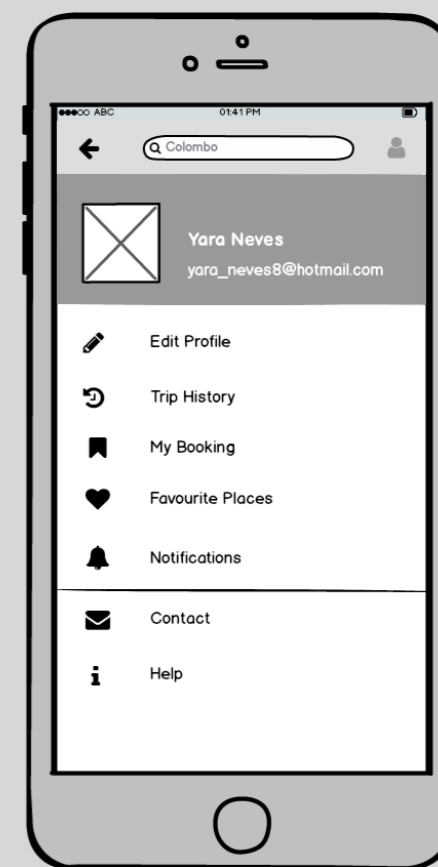 ABC 01:41 PM
Colombo
Yara Neves
yara_neves8@hotmail.com
Edit Profile
Trip History
My Booking
Favourite Places
Notifications
Contact
Help